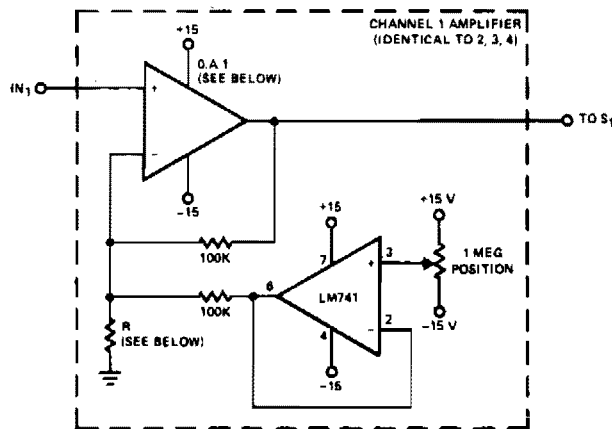 CHANNEL 1 AMPLIFIER
(IDENTICAL TO 2, 3, 4)
+15
O.A 1
(SEE BELOW)
IN1
+
−
−15
TO S1
100K
100K
R
(SEE BELOW)
+15
7
6
LM741
3
+
−
2
4
−15
+15 V
1 MEG
POSITION
−15 V